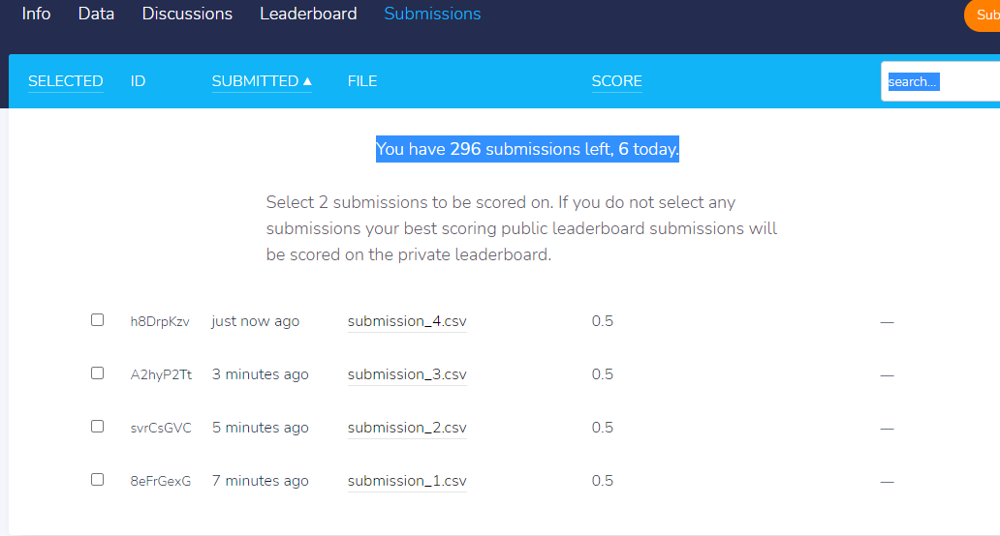 Info Data Discussions Leaderboard Submissions
Sub
SELECTED ID SUBMITTED ▲ FILE SCORE search...
You have 296 submissions left, 6 today.
Select 2 submissions to be scored on. If you do not select any
submissions your best scoring public leaderboard submissions will
be scored on the private leaderboard.
h8DrpKzv just now ago submission_4.csv 0.5 —
A2hyP2Tt 3 minutes ago submission_3.csv 0.5 —
svrCsGVC 5 minutes ago submission_2.csv 0.5 —
8eFrGexG 7 minutes ago submission_1.csv 0.5 —